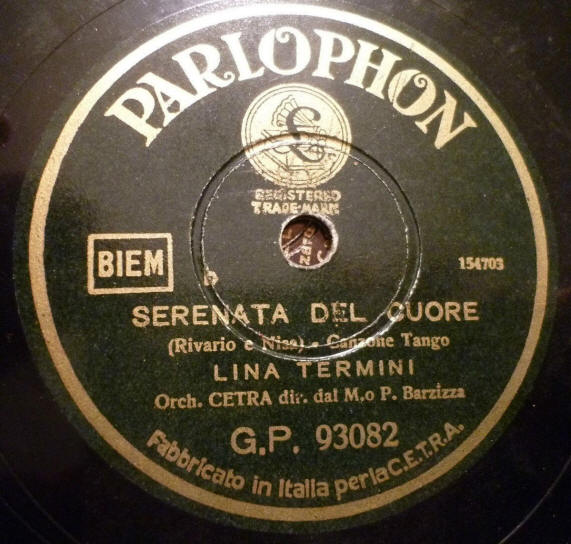 PARLOPHON
£
REGISTERED
TRADE-MARK
BIEM
154703
SERENATA DEL CUORE
(Rivario e Nisa) - Canzone Tango
LINA TERMINI
Orch. CETRA dir. dal M.o P. Barzizza
G.P. 93082
Fabbricato in Italia per la C.E.T.R.A.